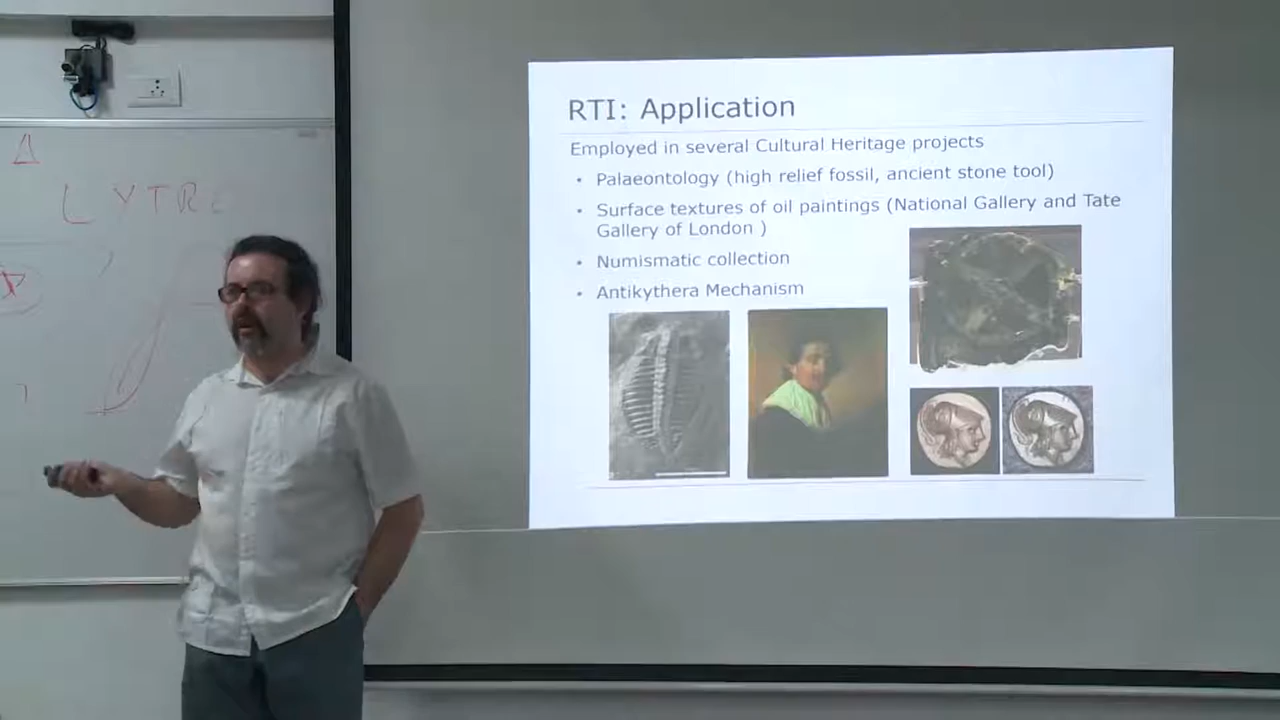 RTI: Application
Employed in several Cultural Heritage projects
• Palaeontology (high relief fossil, ancient stone tool)
• Surface textures of oil paintings (National Gallery and Tate
Gallery of London )
• Numismatic collection
• Antikythera Mechanism
LYTR